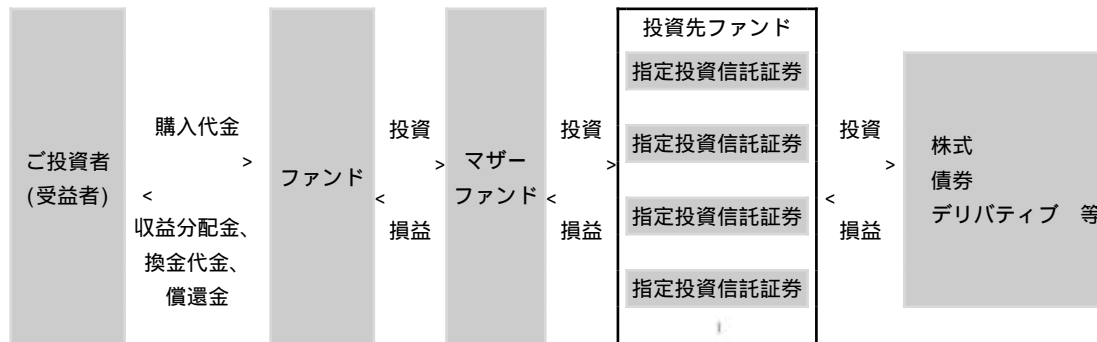 ご投資者
(受益者)
購入代金
>
<
収益分配金、
換金代金、
償還金
ファンド
投資
>
<
損益
マザー
ファンド
投資
>
<
損益
投資先ファンド
指定投資信託証券
指定投資信託証券
指定投資信託証券
指定投資信託証券
投資
>
<
損益
株式
債券
デリバティブ 等